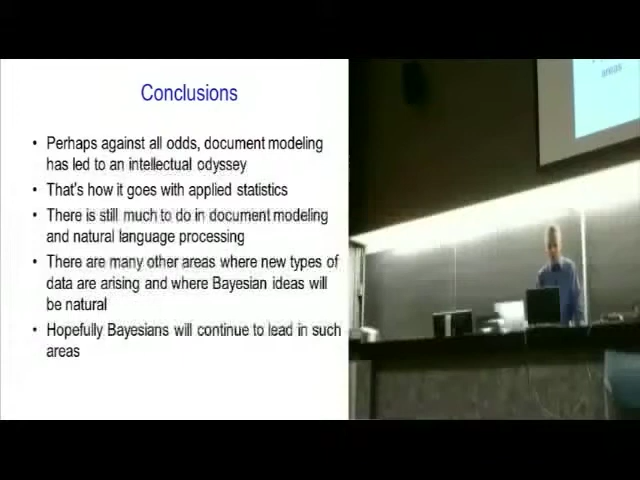 Conclusions
• Perhaps against all odds, document modeling
has led to an intellectual odyssey
• That's how it goes with applied statistics
• There is still much to do in document modeling
and natural language processing
• There are many other areas where new types of
data are arising and where Bayesian ideas will
be natural
• Hopefully Bayesians will continue to lead in such
areas
areas